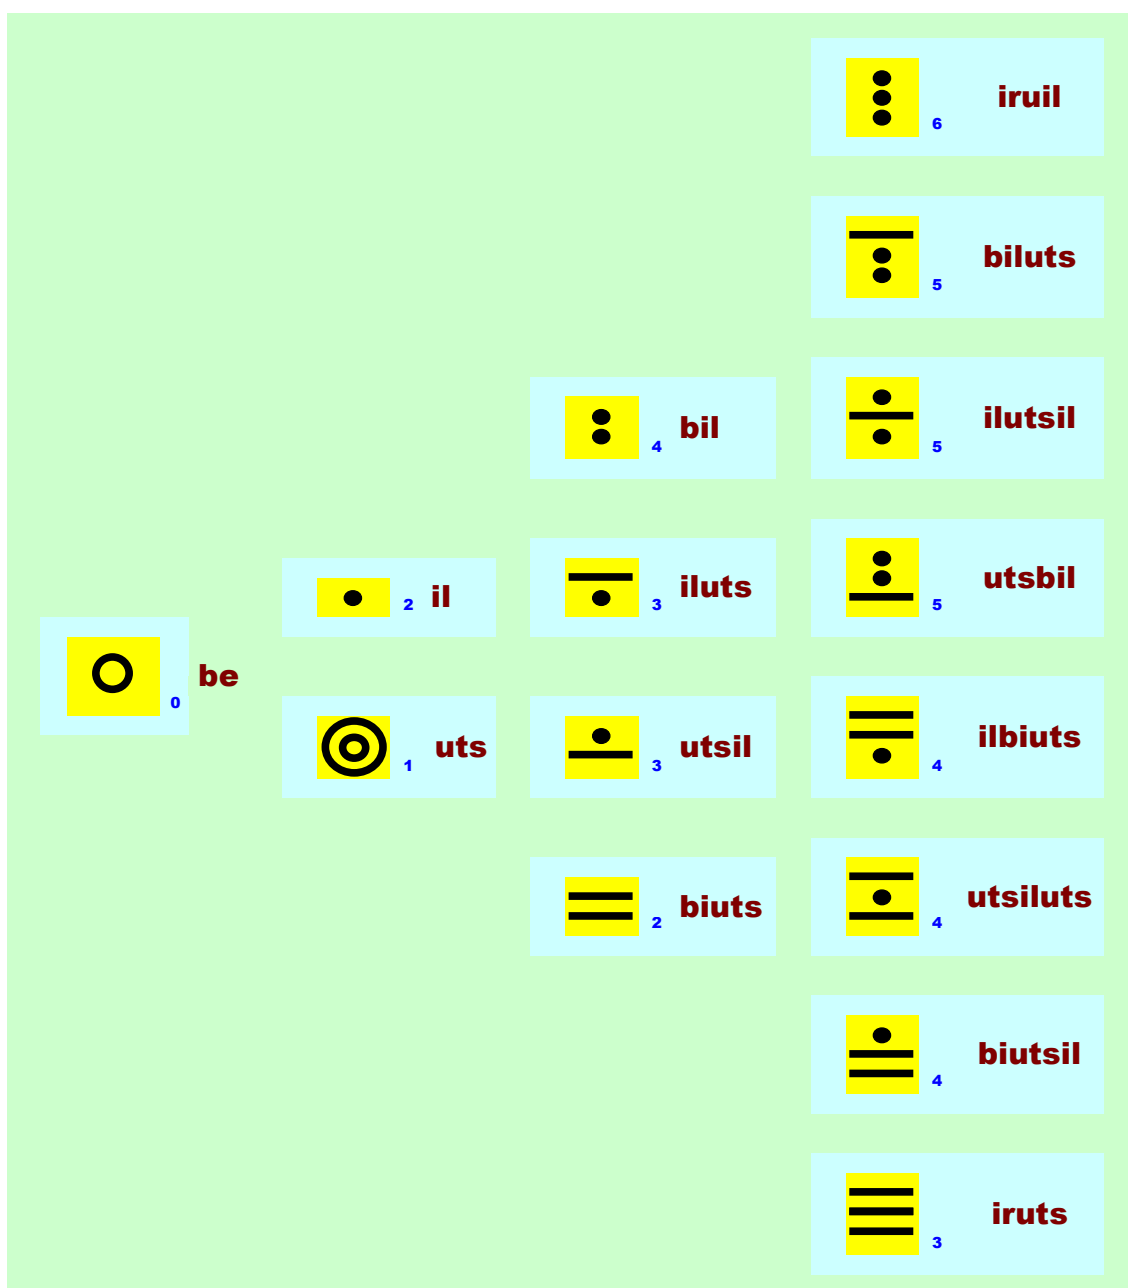 6 iruil
5 biluts
5 ilutsil
4 bil
5 utsbil
2 il
3 iluts
0 be
1 uts
3 utsil
4 ilbiuts
2 biuts
4 utsiluts
4 biutsil
3 iruts